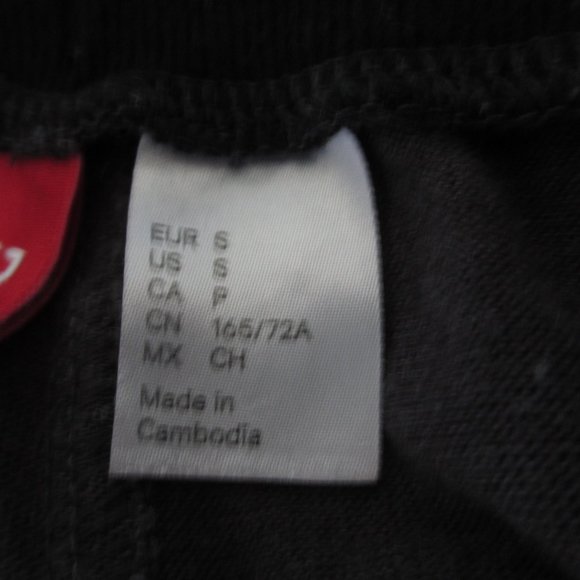 EUR S
US S
CA P
CN 165/72A
MX CH
Made in
Cambodia